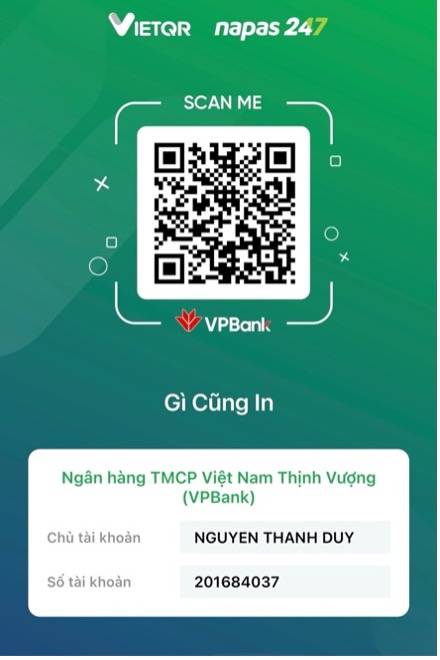 VIETQR napas 247
SCAN ME
VPBank
Gì Cũng In
Ngân hàng TMCP Việt Nam Thịnh Vượng
(VPBank)
Chủ tài khoản NGUYEN THANH DUY
Số tài khoản 201684037